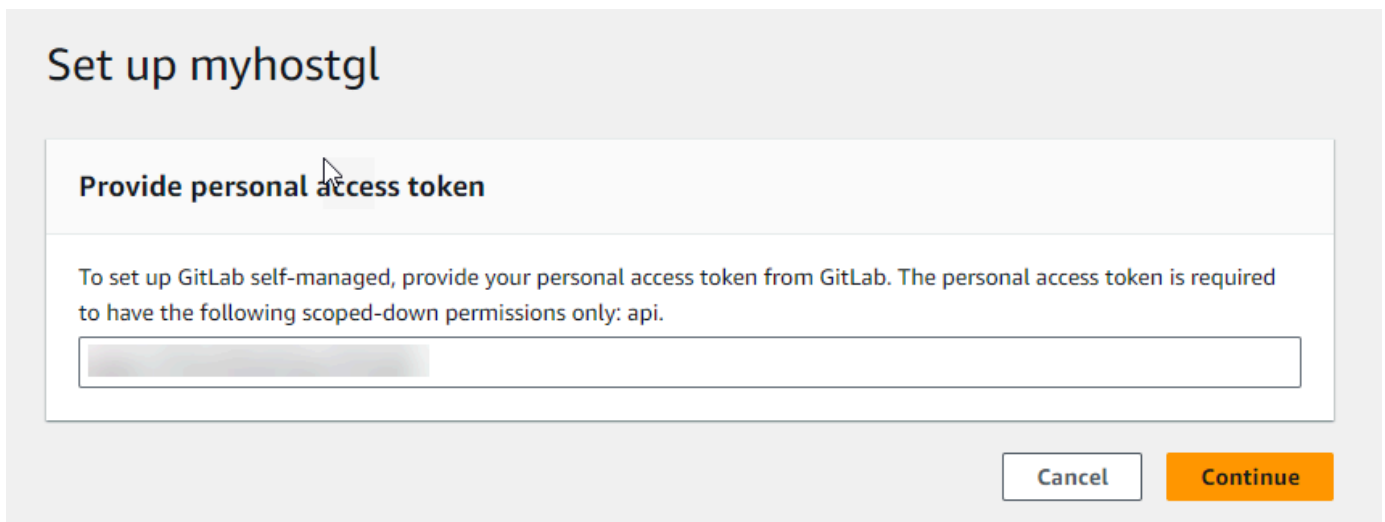 Set up myhostgl
Provide personal access token
To set up GitLab self-managed, provide your personal access token from GitLab. The personal access token is required
to have the following scoped-down permissions only: api.
Cancel
Continue